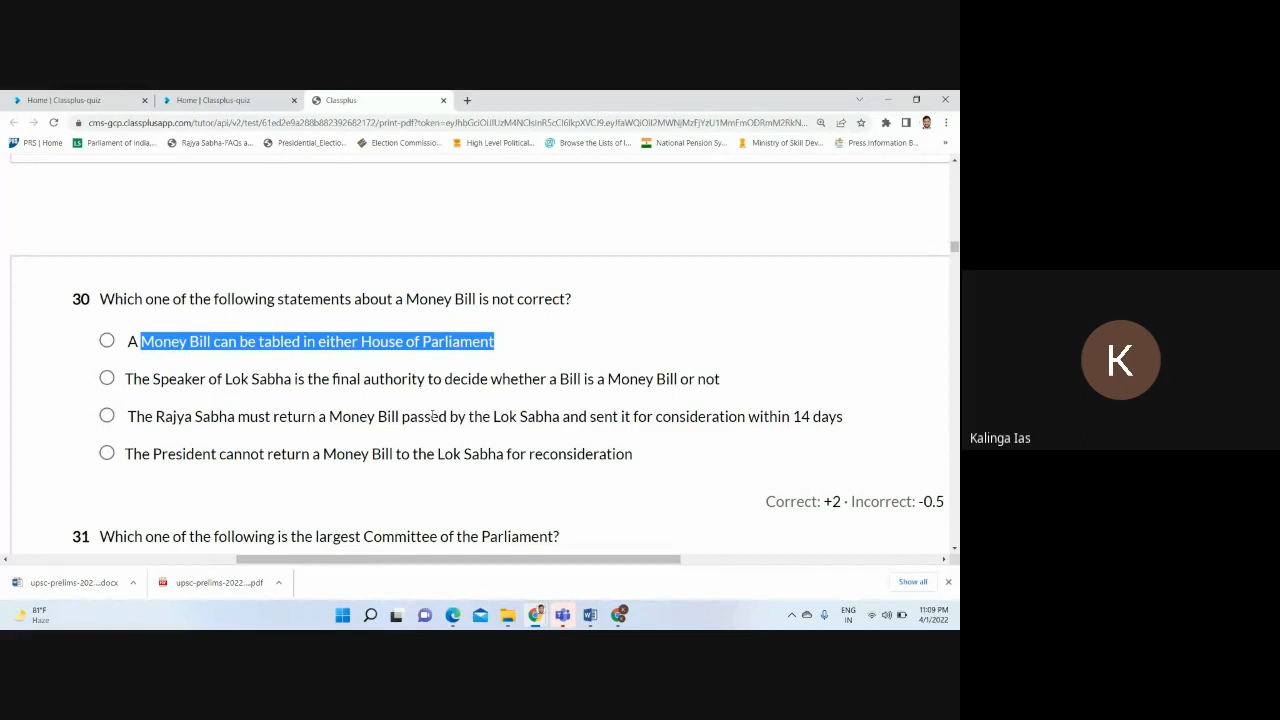 Home | Classplus-quiz
Home | Classplus-quiz
Classplus
PRS | Home
Parliament of India,...
Rajya Sabha-FAQs a...
Presidential_Electio...
Election Commissio...
High Level Political...
Browse the Lists of I...
National Pension Sy...
Ministry of Skill Dev...
Press Information B...
30 Which one of the following statements about a Money Bill is not correct?
A Money Bill can be tabled in either House of Parliament
The Speaker of Lok Sabha is the final authority to decide whether a Bill is a Money Bill or not
The Rajya Sabha must return a Money Bill passed by the Lok Sabha and sent it for consideration within 14 days
The President cannot return a Money Bill to the Lok Sabha for reconsideration
Correct: +2 · Incorrect: -0.5
31 Which one of the following is the largest Committee of the Parliament?
upsc-prelims-202....docx
upsc-prelims-2022....pdf
Show all
81°F
Haze
ENG
IN
11:09 PM
4/1/2022
K
Kalinga Ias